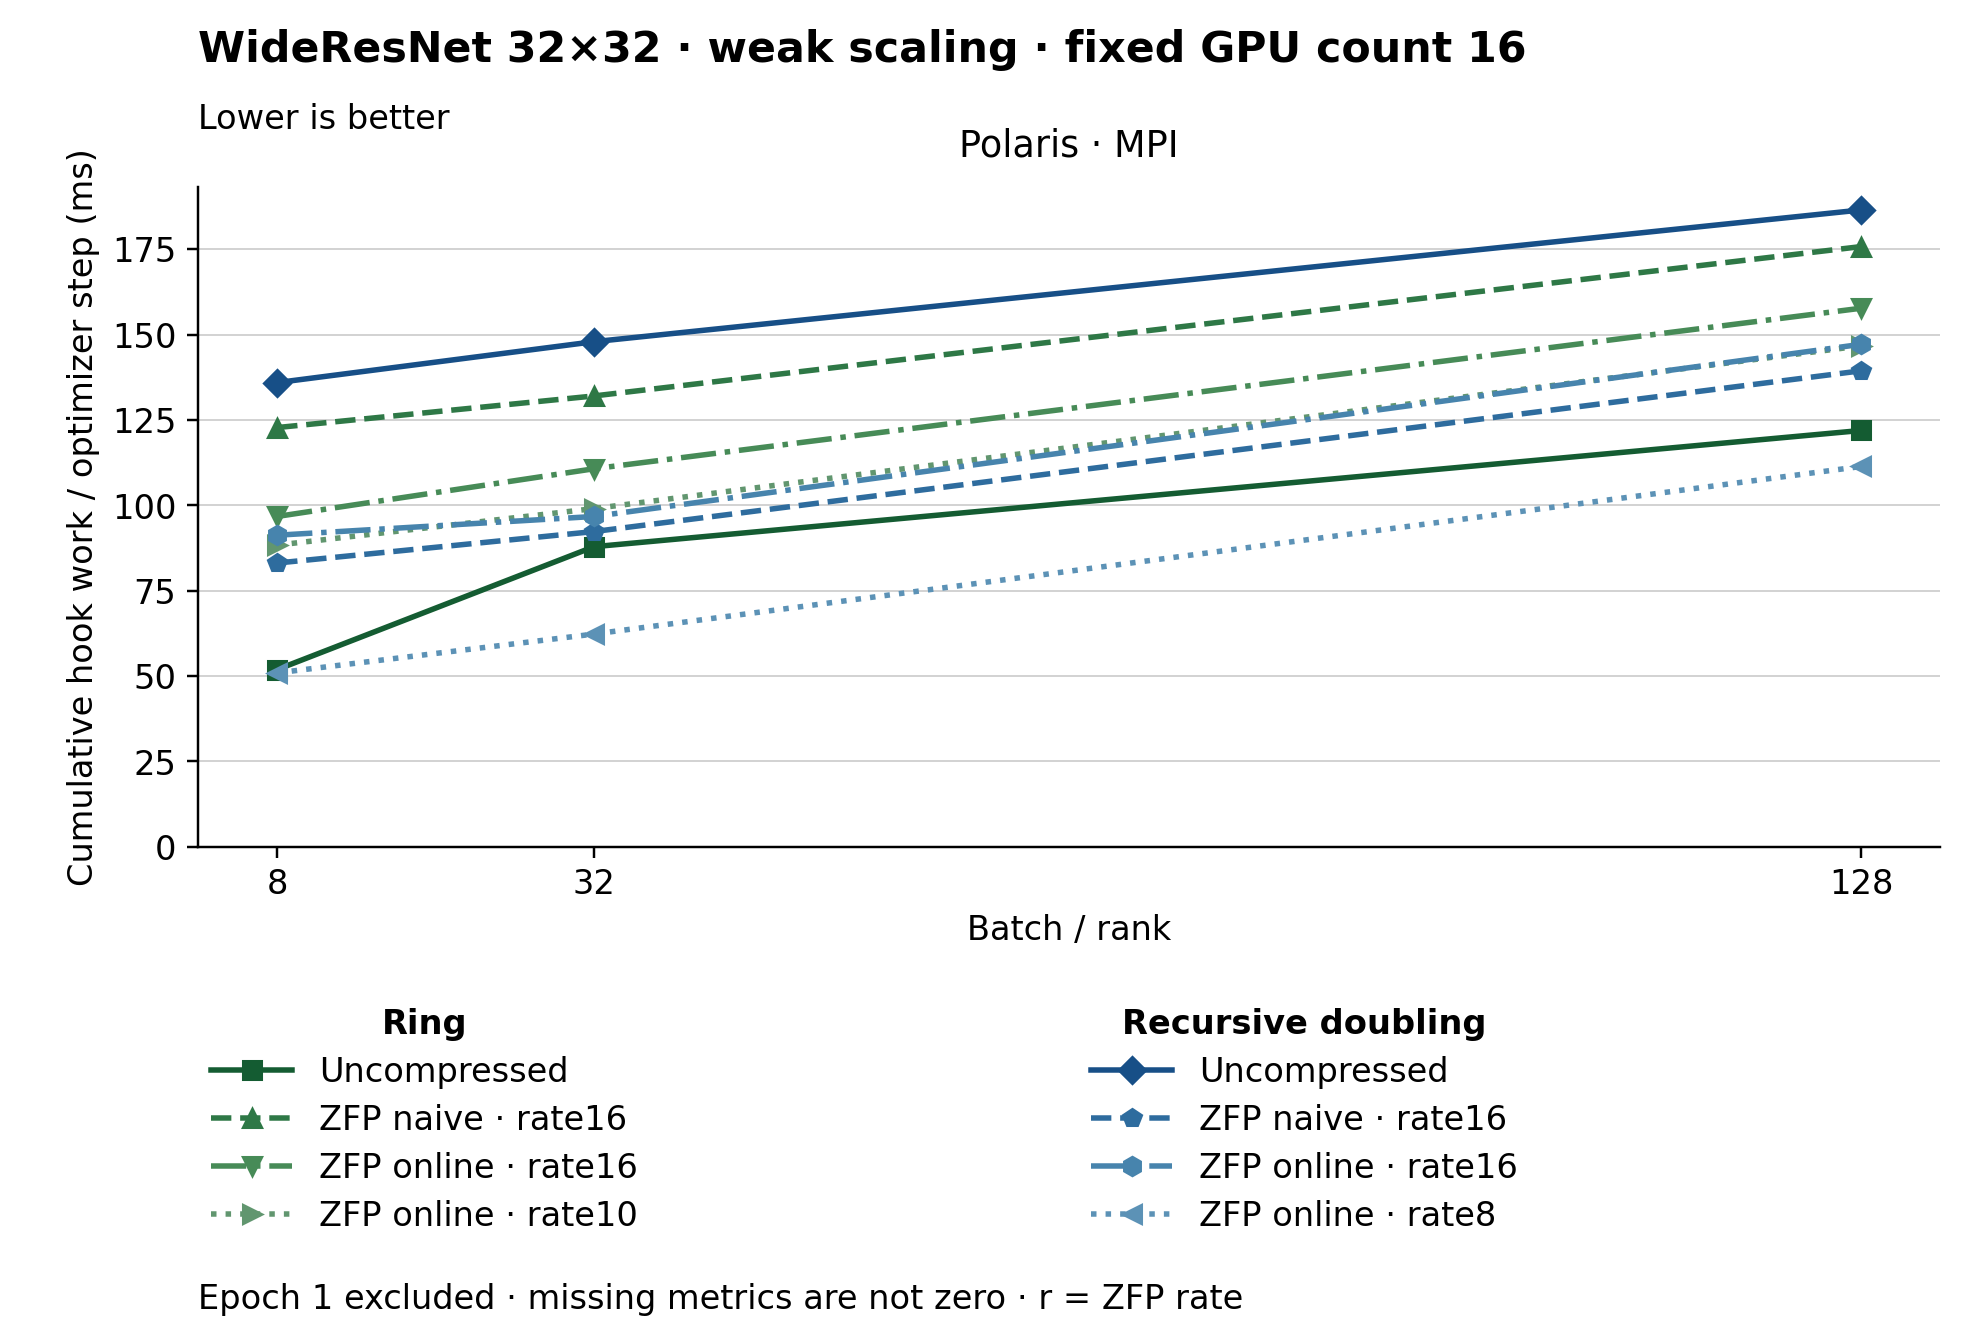 WideResNet 32×32 · weak scaling · fixed GPU count 16
Lower is better
Polaris · MPI
Cumulative hook work / optimizer step (ms)
175
150
125
100
75
50
25
0
8 32 128
Batch / rank
Ring
Uncompressed
ZFP naive · rate16
ZFP online · rate16
ZFP online · rate10
Recursive doubling
Uncompressed
ZFP naive · rate16
ZFP online · rate16
ZFP online · rate8
Epoch 1 excluded · missing metrics are not zero · r = ZFP rate